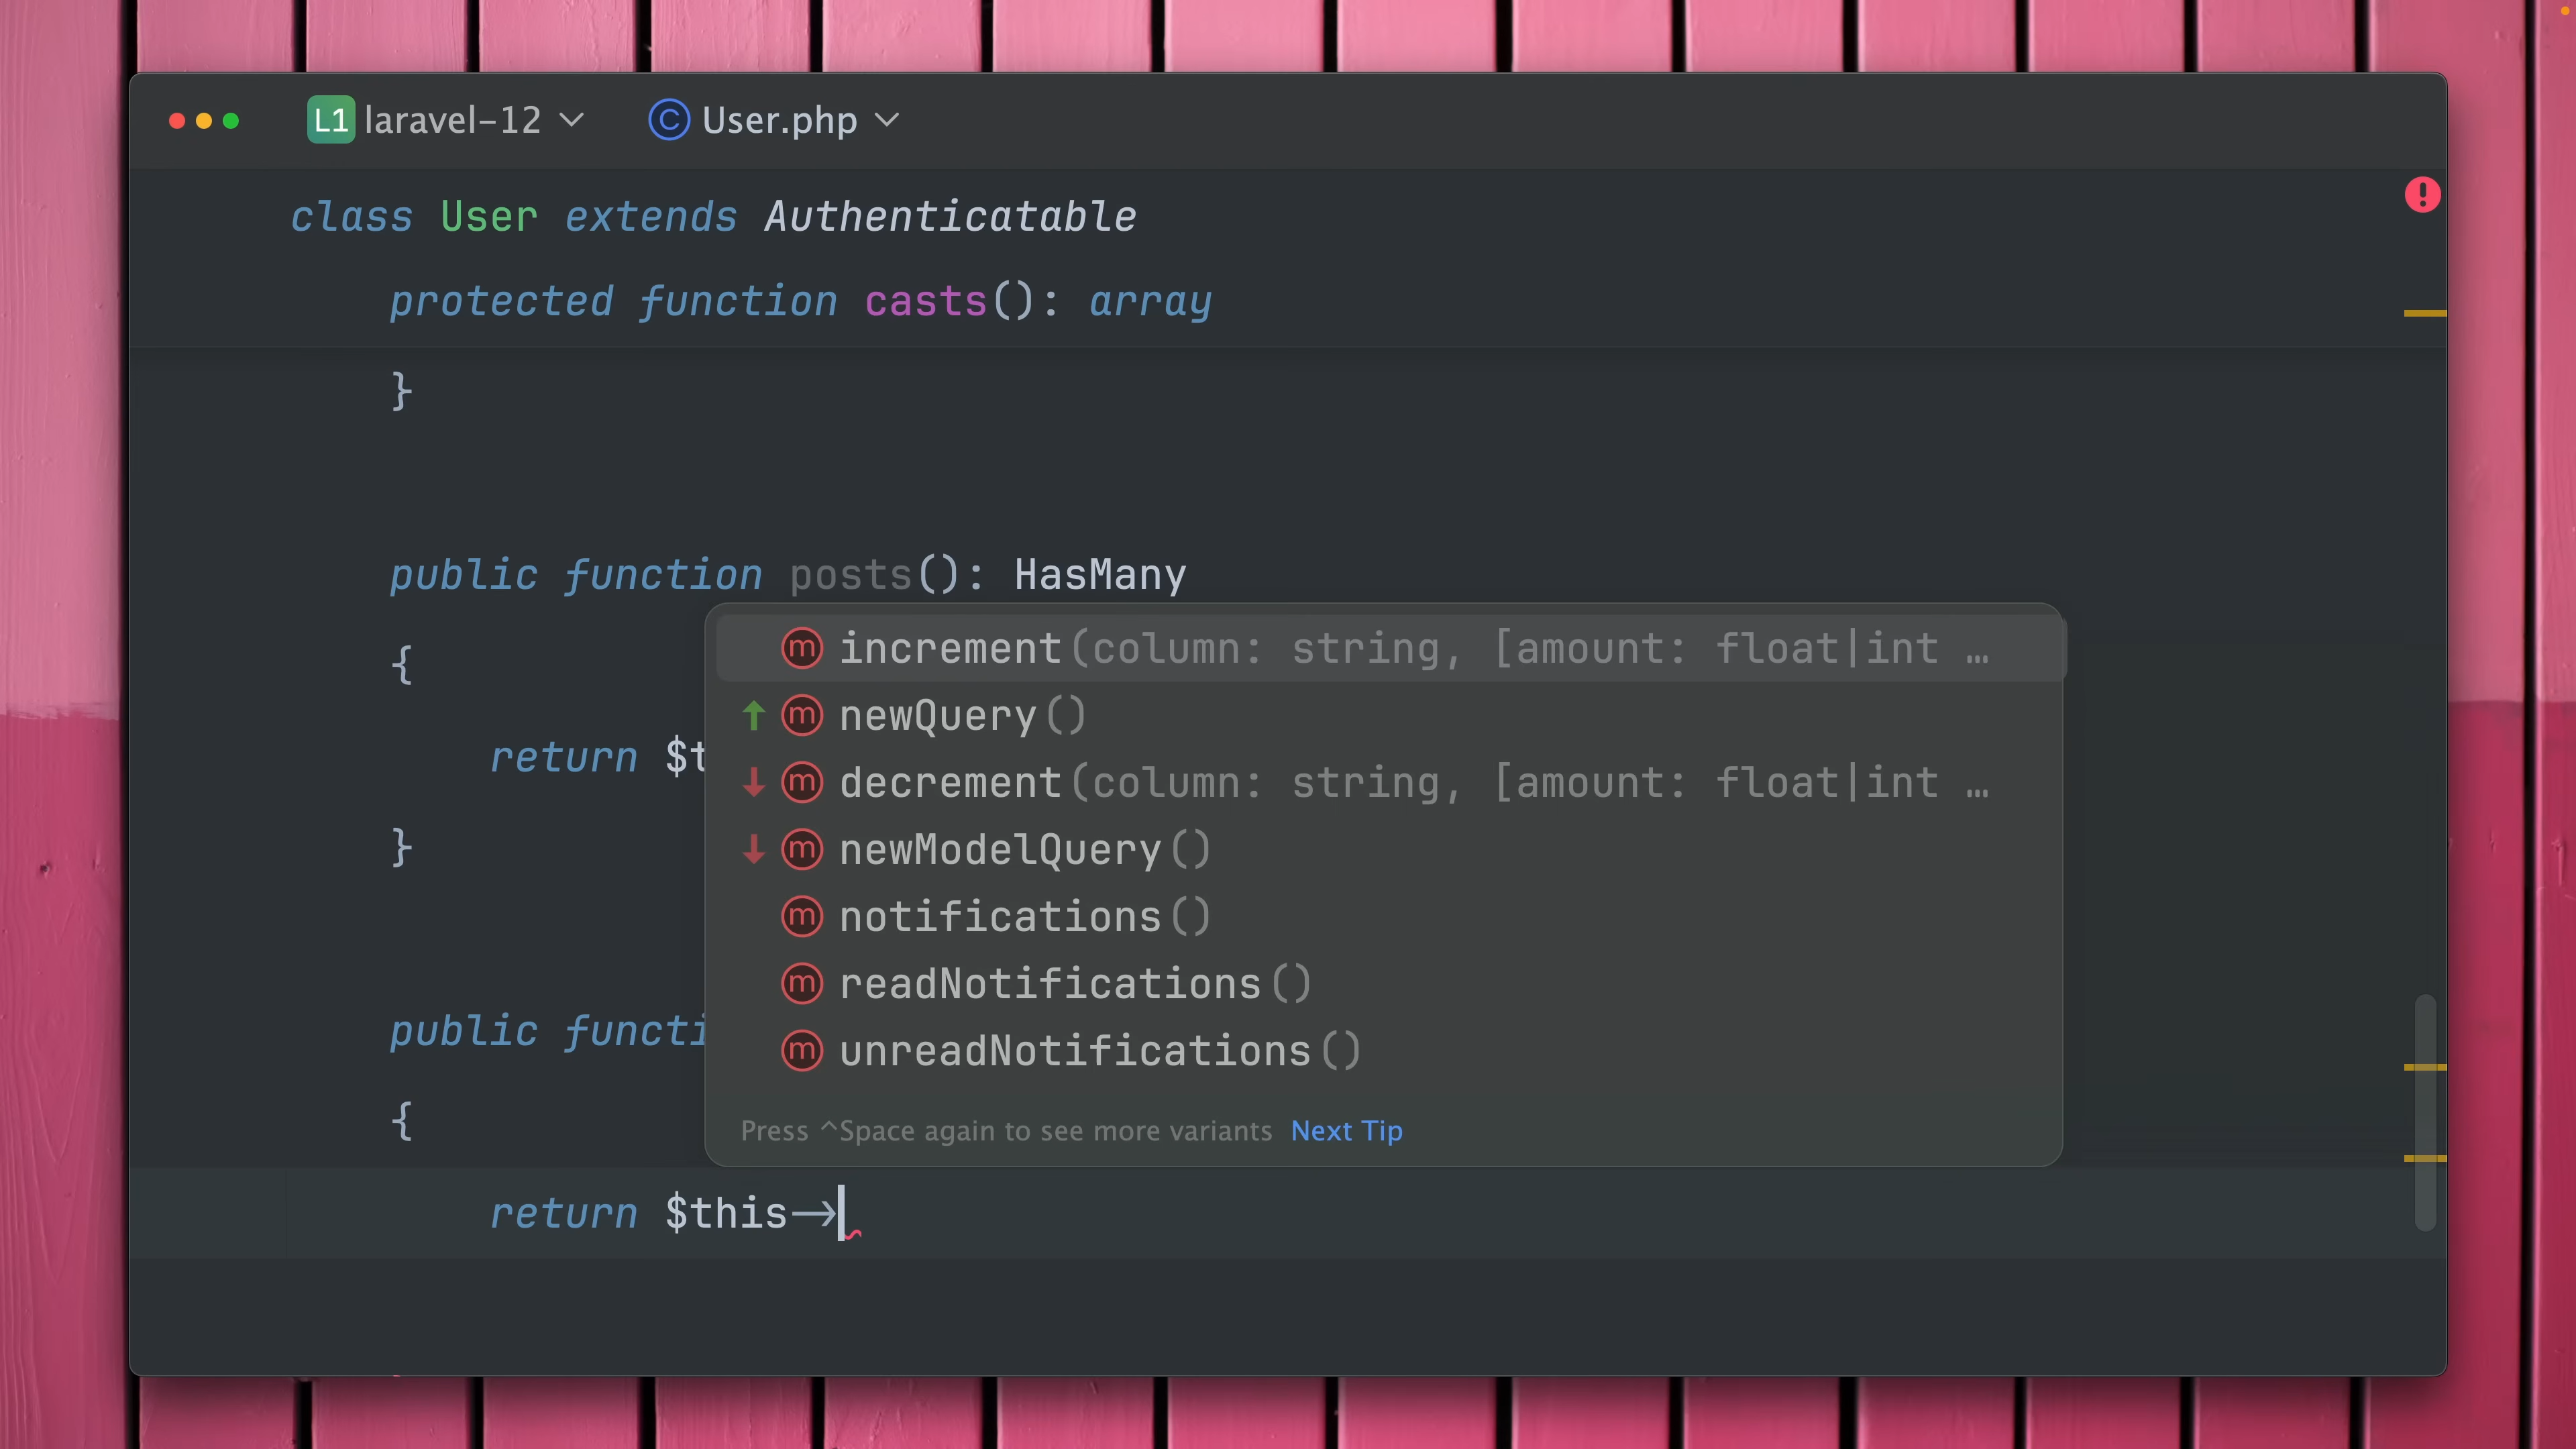 L1 laravel-12 User.php
class User extends Authenticatable
protected function casts(): array
}
public function posts(): HasMany
increment(column: string, [amount: float|int …
{
newQuery()
return $t
decrement(column: string, [amount: float|int …
}
newModelQuery()
notifications()
readNotifications()
public functi
unreadNotifications()
{
Press ^Space again to see more variants Next Tip
return $this->